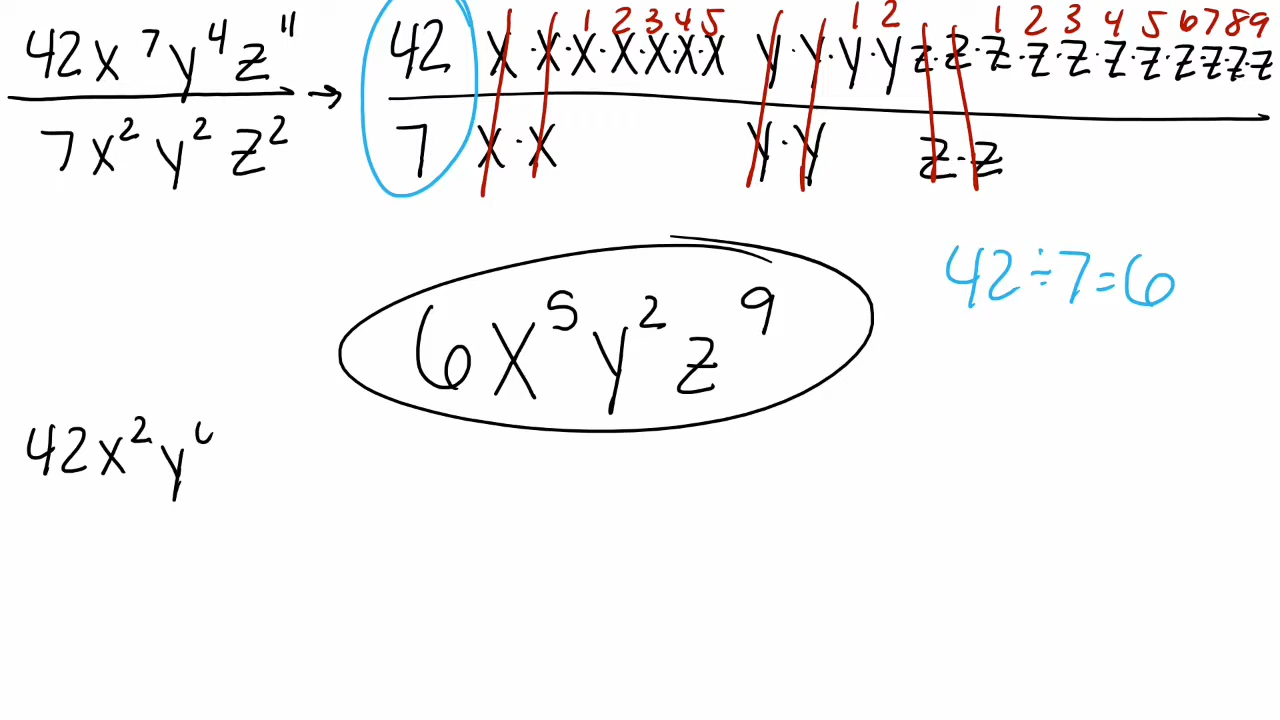 42x⁷y⁴z¹¹ / 7x²y²z² → 42 x·x·x·x·x·x·x y·y·y·y z·z·z·z·z·z·z·z·z·z·z / 7 x·x y·y z·z
1 2 3 4 5 1 2 1 2 3 4 5 6 7 8 9
42÷7=6
6x⁵y²z⁹
42x²y